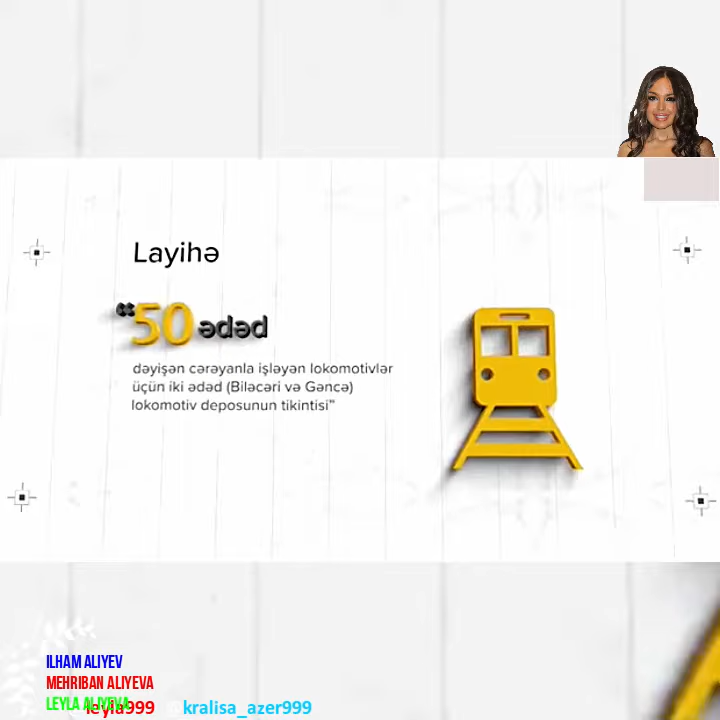 Layihə
“50 ədəd
dəyişən cərəyanla işləyən lokomotivlər
üçün iki ədəd (Biləcəri və Gəncə)
lokomotiv deposunun tikintisi”
ILHAM ALIYEV
MEHRIBAN ALIYEVA
LEYLA ALIYEVA
leyla999 @kralisa_azer999